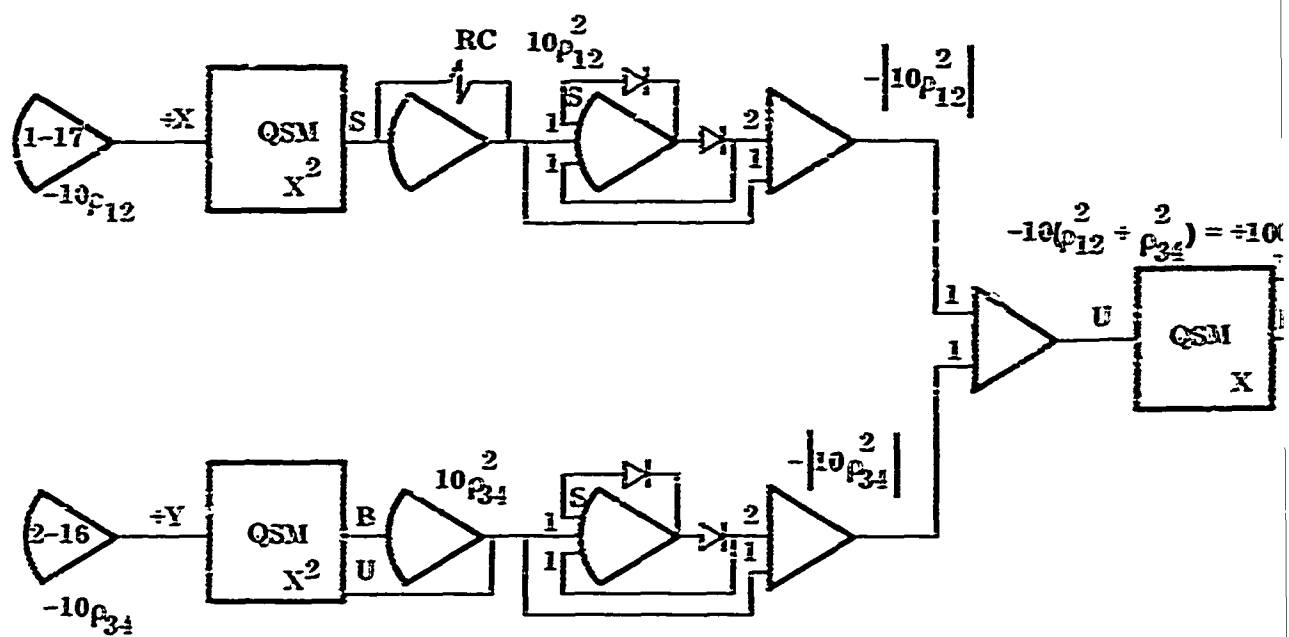 RC 10ρ₁₂² -|10ρ₁₂²|
1-17 ÷X QSM X² S 1 1 S 2 1
-10ρ₁₂
-10(ρ₁₂² ÷ ρ₃₄²) = ÷10(
1 1 U QSM X
10ρ₃₄² -|10ρ₃₄²|
2-16 ÷Y QSM X² B U 1 1 S 2 1
-10ρ₃₄